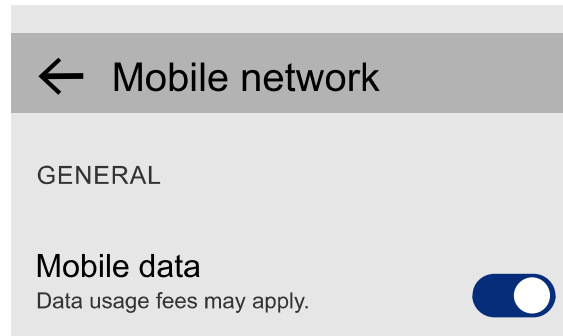 Mobile network
GENERAL
Mobile data
Data usage fees may apply.